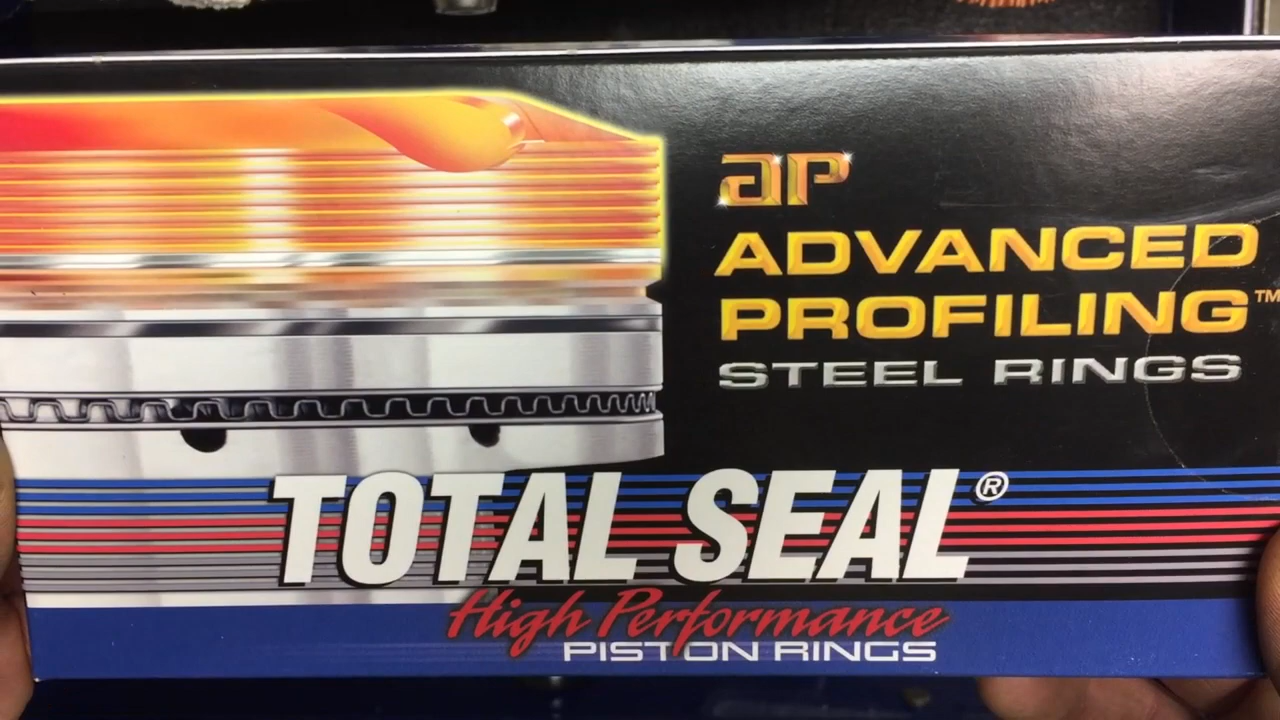 ap
ADVANCED
PROFILING™
STEEL RINGS
TOTAL SEAL®
High Performance
PISTON RINGS